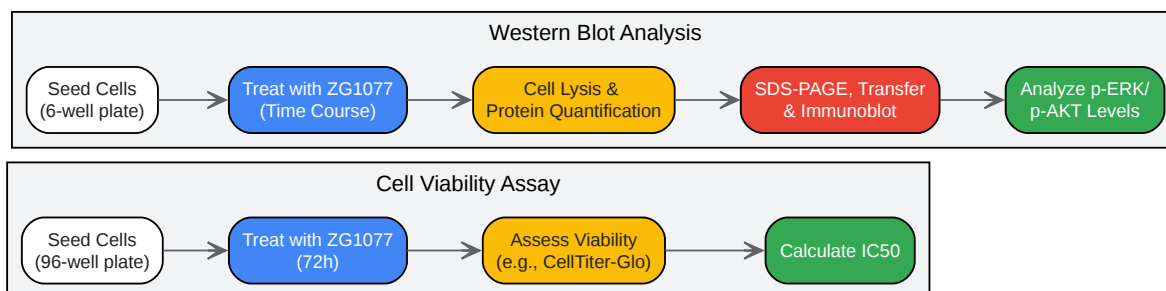 Western Blot Analysis
Seed Cells
(6-well plate)
Treat with ZG1077
(Time Course)
Cell Lysis &
Protein Quantification
SDS-PAGE, Transfer
& Immunoblot
Analyze p-ERK/
p-AKT Levels
Cell Viability Assay
Seed Cells
(96-well plate)
Treat with ZG1077
(72h)
Assess Viability
(e.g., CellTiter-Glo)
Calculate IC50